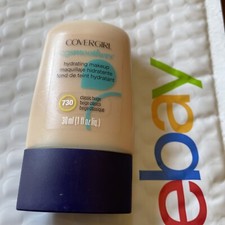 COVERGIRL
hydrating makeup
maquillaje hidratante
fond de teint hydratant
730
30 ml (1 fl oz)
ebay